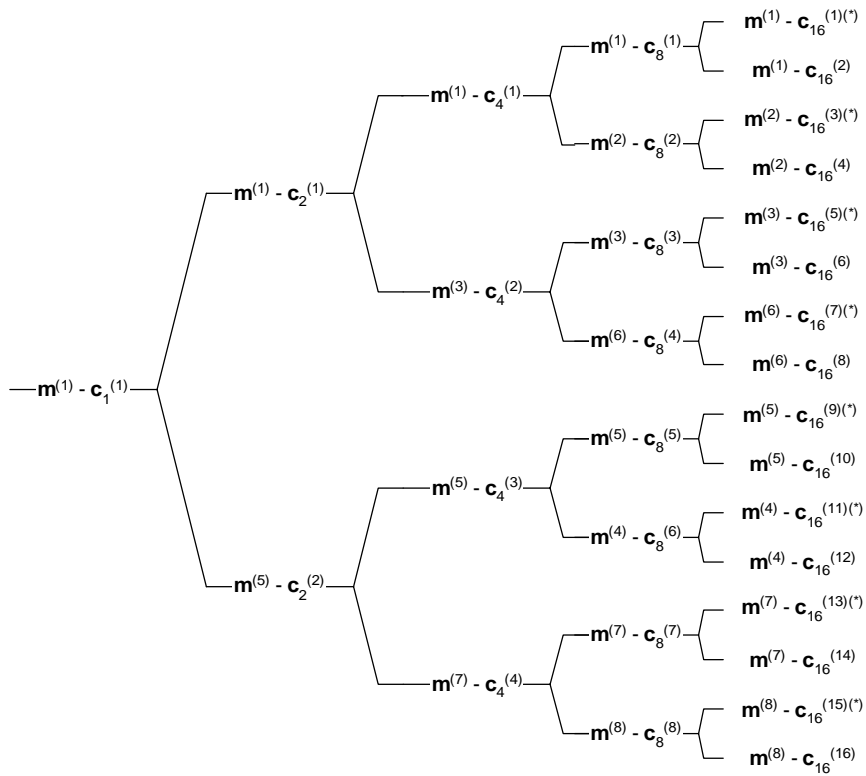 m(1) - c16(1)(*)
m(1) - c8(1)
m(1) - c16(2)
m(1) - c4(1)
m(2) - c16(3)(*)
m(2) - c8(2)
m(2) - c16(4)
m(1) - c2(1)
m(3) - c16(5)(*)
m(3) - c8(3)
m(3) - c16(6)
m(3) - c4(2)
m(6) - c16(7)(*)
m(6) - c8(4)
m(6) - c16(8)
m(1) - c1(1)
m(5) - c16(9)(*)
m(5) - c8(5)
m(5) - c16(10)
m(5) - c4(3)
m(4) - c16(11)(*)
m(4) - c8(6)
m(4) - c16(12)
m(5) - c2(2)
m(7) - c16(13)(*)
m(7) - c8(7)
m(7) - c16(14)
m(7) - c4(4)
m(8) - c16(15)(*)
m(8) - c8(8)
m(8) - c16(16)